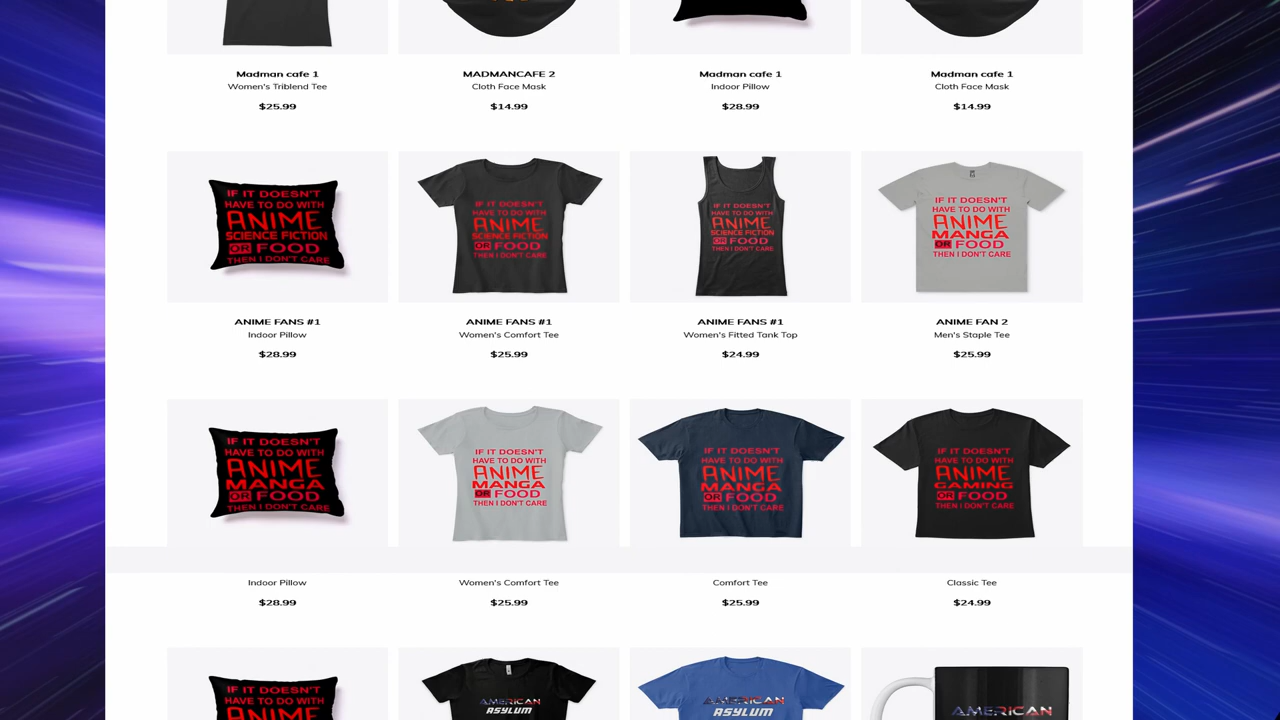 Madman cafe 1
Women's Triblend Tee
$25.99
MADMANCAFE 2
Cloth Face Mask
$14.99
Madman cafe 1
Indoor Pillow
$28.99
Madman cafe 1
Cloth Face Mask
$14.99
IF IT DOESN'T
HAVE TO DO WITH
ANIME
SCIENCE FICTION
OR FOOD
THEN I DON'T CARE
ANIME FANS #1
Indoor Pillow
$28.99
IF IT DOESN'T
HAVE TO DO WITH
ANIME
SCIENCE FICTION
OR FOOD
THEN I DON'T CARE
ANIME FANS #1
Women's Comfort Tee
$25.99
IF IT DOESN'T
HAVE TO DO WITH
ANIME
SCIENCE FICTION
OR FOOD
THEN I DON'T CARE
ANIME FANS #1
Women's Fitted Tank Top
$24.99
IF IT DOESN'T
HAVE TO DO WITH
ANIME
MANGA
OR FOOD
THEN I DON'T CARE
ANIME FAN 2
Men's Staple Tee
$25.99
IF IT DOESN'T
HAVE TO DO WITH
ANIME
MANGA
OR FOOD
THEN I DON'T CARE
Indoor Pillow
$28.99
IF IT DOESN'T
HAVE TO DO WITH
ANIME
MANGA
OR FOOD
THEN I DON'T CARE
Women's Comfort Tee
$25.99
IF IT DOESN'T
HAVE TO DO WITH
ANIME
MANGA
OR FOOD
THEN I DON'T CARE
Comfort Tee
$25.99
IF IT DOESN'T
HAVE TO DO WITH
ANIME
GAMING
OR FOOD
THEN I DON'T CARE
Classic Tee
$24.99
IF IT DOESN'T
HAVE TO DO WITH
ANIME
AMERICAN
ASYLUM
AMERICAN
ASYLUM
AMERICAN